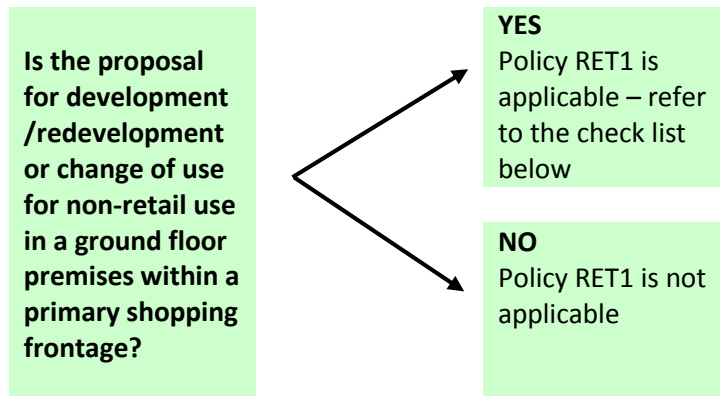 Is the proposal
for development
/redevelopment
or change of use
for non-retail use
in a ground floor
premises within a
primary shopping
frontage?
YES
Policy RET1 is
applicable – refer
to the check list
below
NO
Policy RET1 is not
applicable